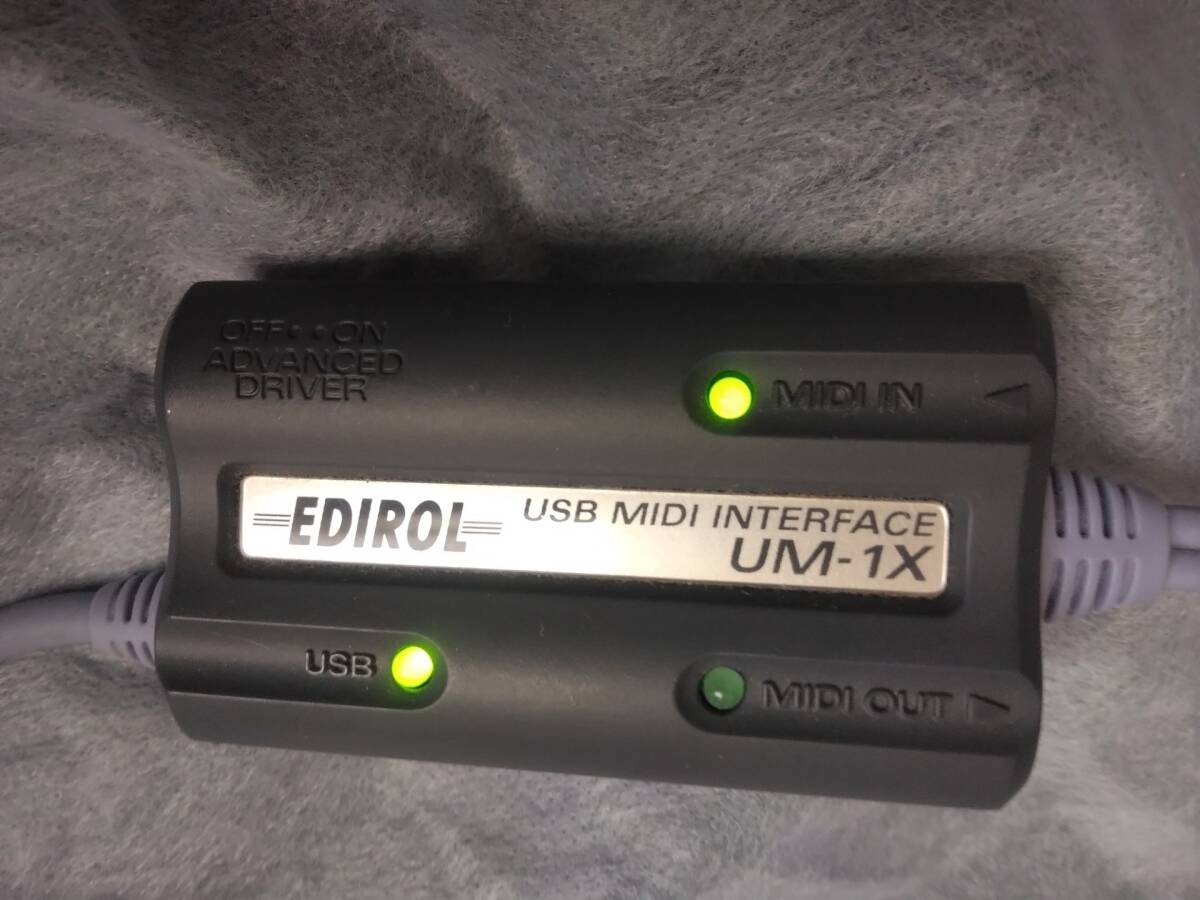 OFF••ON
ADVANCED
DRIVER
MIDI IN
EDIROL
USB MIDI INTERFACE
UM-1X
USB
MIDI OUT